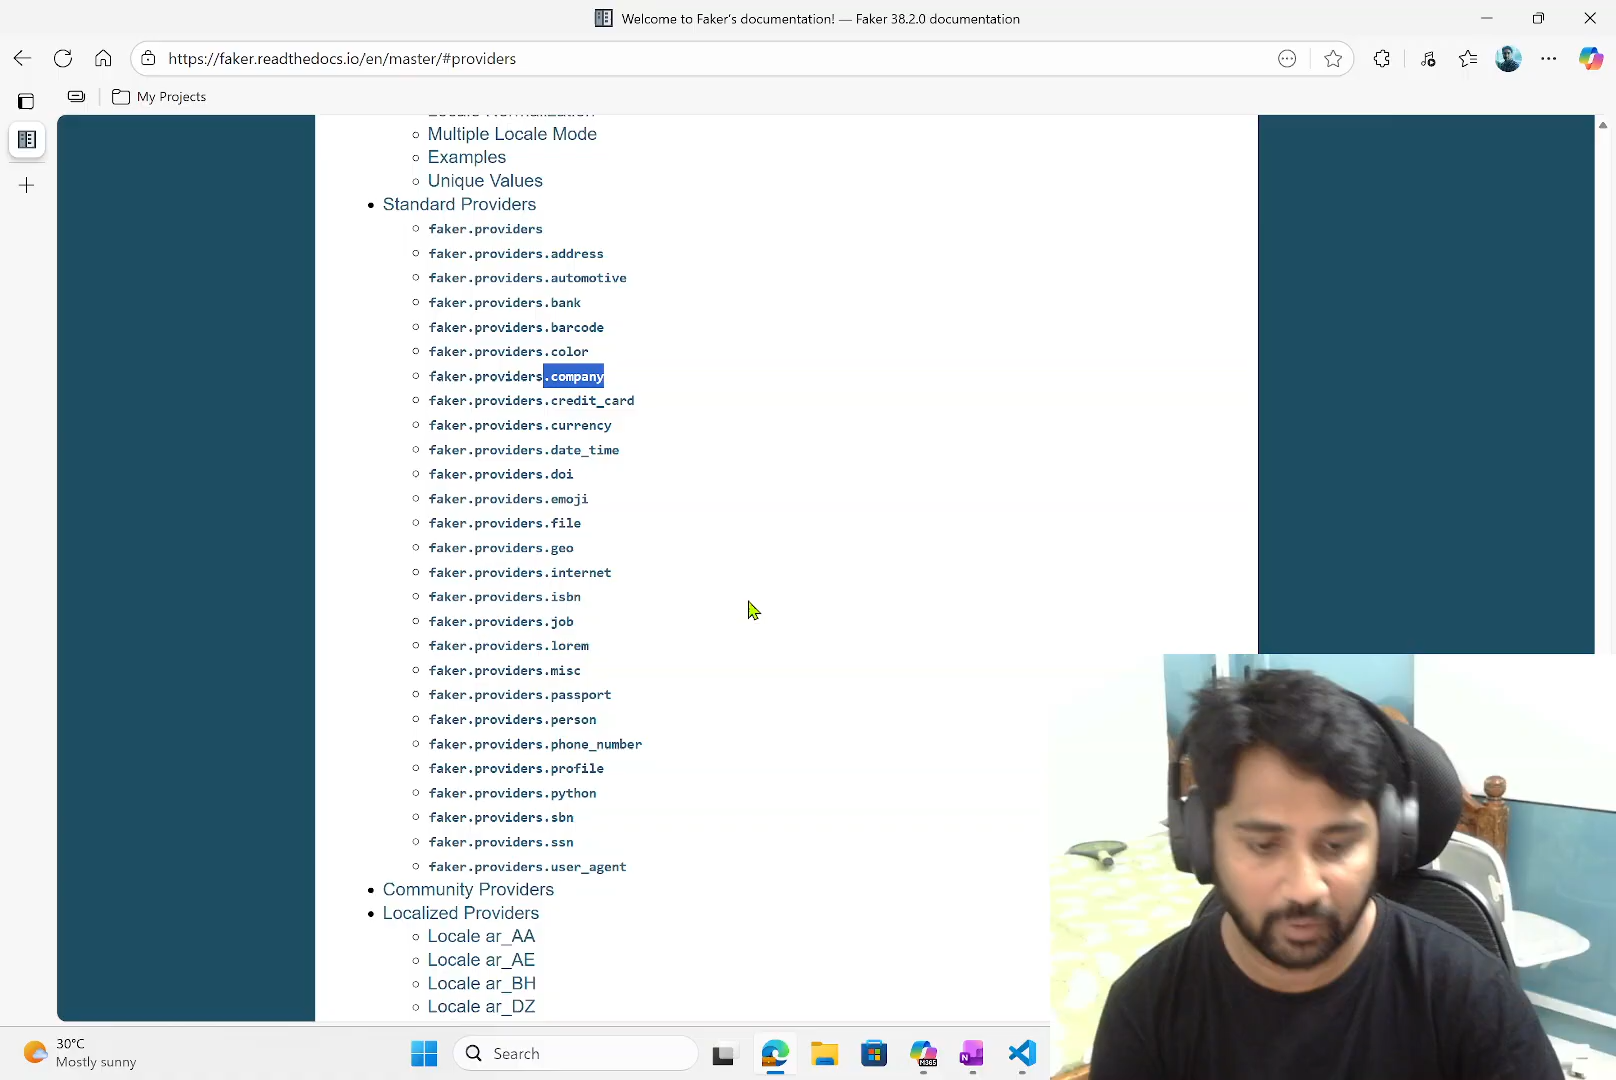 Welcome to Faker's documentation! — Faker 38.2.0 documentation
https://faker.readthedocs.io/en/master/#providers
My Projects
Locale Normalization
Multiple Locale Mode
Examples
Unique Values
Standard Providers
faker.providers
faker.providers.address
faker.providers.automotive
faker.providers.bank
faker.providers.barcode
faker.providers.color
faker.providers.company
faker.providers.credit_card
faker.providers.currency
faker.providers.date_time
faker.providers.doi
faker.providers.emoji
faker.providers.file
faker.providers.geo
faker.providers.internet
faker.providers.isbn
faker.providers.job
faker.providers.lorem
faker.providers.misc
faker.providers.passport
faker.providers.person
faker.providers.phone_number
faker.providers.profile
faker.providers.python
faker.providers.sbn
faker.providers.ssn
faker.providers.user_agent
Community Providers
Localized Providers
Locale ar_AA
Locale ar_AE
Locale ar_BH
Locale ar_DZ
30°C
Mostly sunny
Search
M365
N